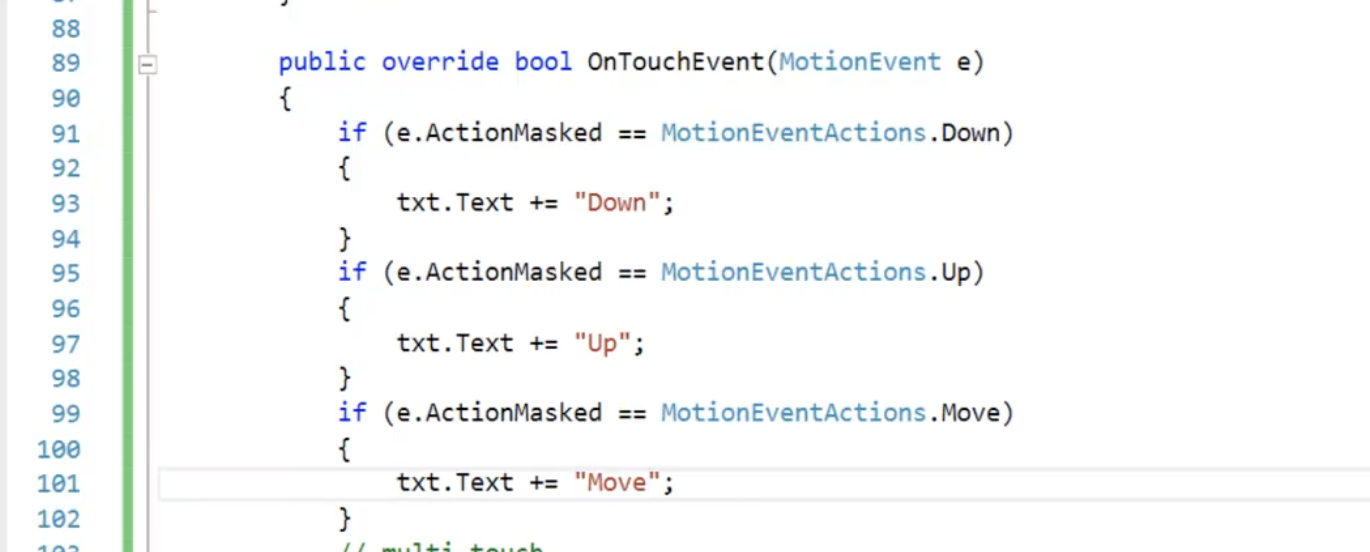 88
89 public override bool OnTouchEvent(MotionEvent e)
90 {
91 if (e.ActionMasked == MotionEventActions.Down)
92 {
93 txt.Text += "Down";
94 }
95 if (e.ActionMasked == MotionEventActions.Up)
96 {
97 txt.Text += "Up";
98 }
99 if (e.ActionMasked == MotionEventActions.Move)
100 {
101 txt.Text += "Move";
102 }
103 // multi touch